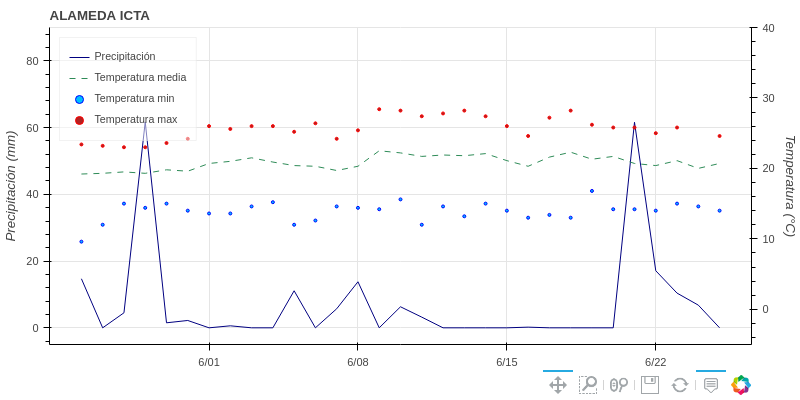 ALAMEDA ICTA
Precipitación
Temperatura media
Temperatura min
Temperatura max
Precipitación (mm)
80
60
40
20
0
Temperatura (°C)
40
30
20
10
0
6/01
6/08
6/15
6/22